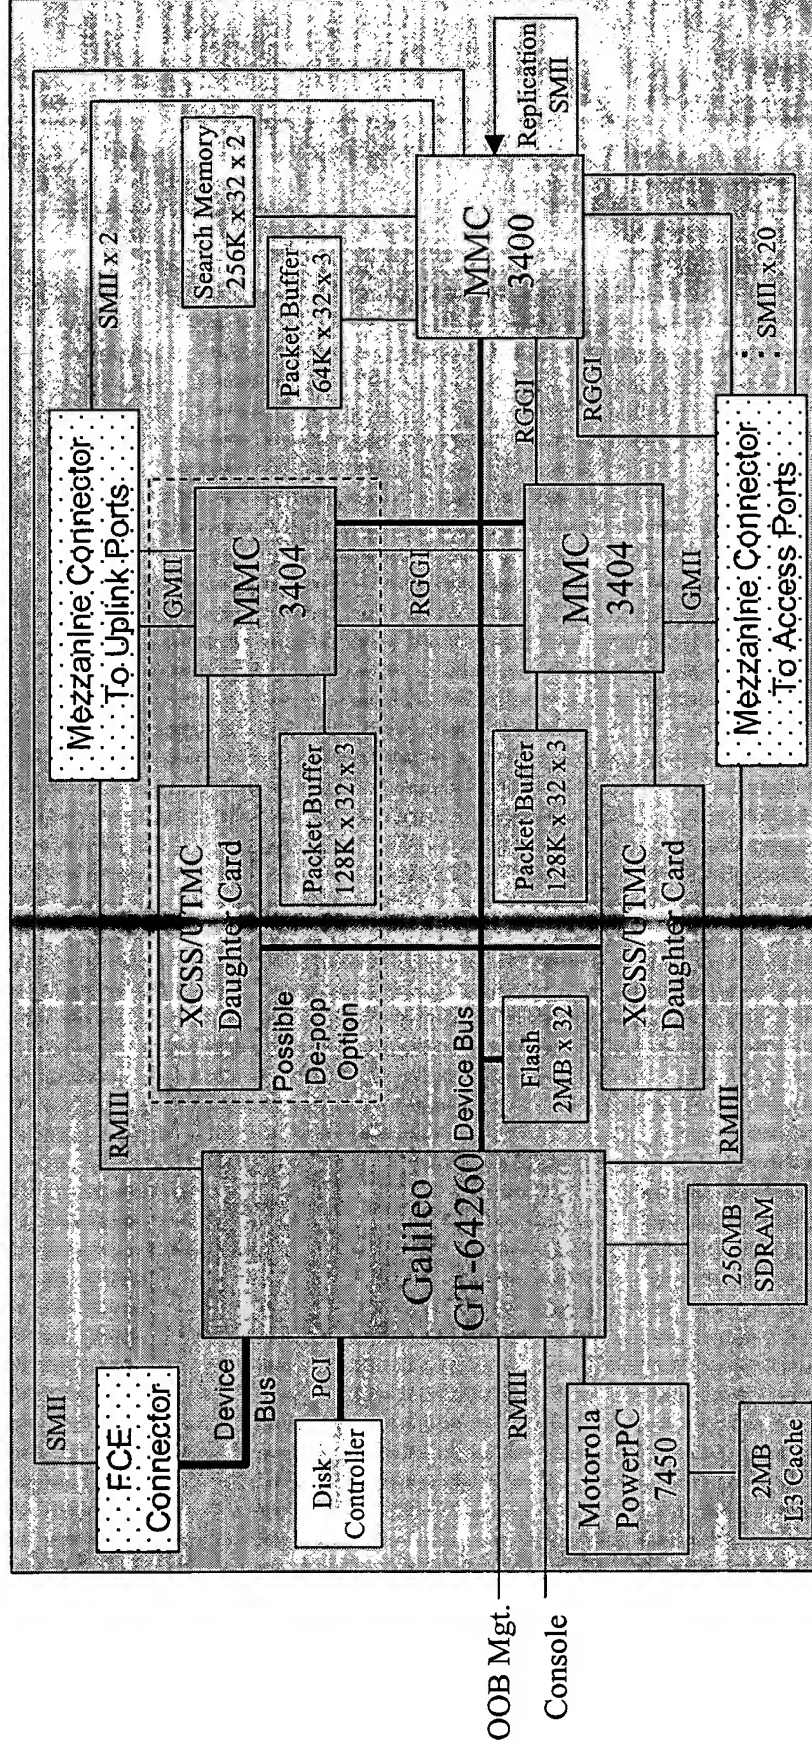 SMII
FCE
Connector
Device
Bus
PCI
Disk
Controller
OOB Mgt.
Console
RMIII
Motorola
PowerPC
7450
2MB
L3 Cache
RMIII
Galileo
GT-64260
256MB
SDRAM
Device Bus
Flash
2MB x 32
RMIII
Possible
De-pop
Option
XCSS/UTMC
Daughter Card
XCSS/UTMC
Daughter Card
Packet Buffer
128K x 32 x 3
Packet Buffer
128K x 32 x 3
Mezzanine Connector
To Uplink Ports
GMII
MMC
3404
RGGI
MMC
3404
GMII
Mezzanine Connector
To Access Ports
SMII x 2
Search Memory
256K x 32 x 2
Packet Buffer
64K x 32 x 3
RGGI
RGGI
MMC
3400
Replication
SMII
SMII x 20